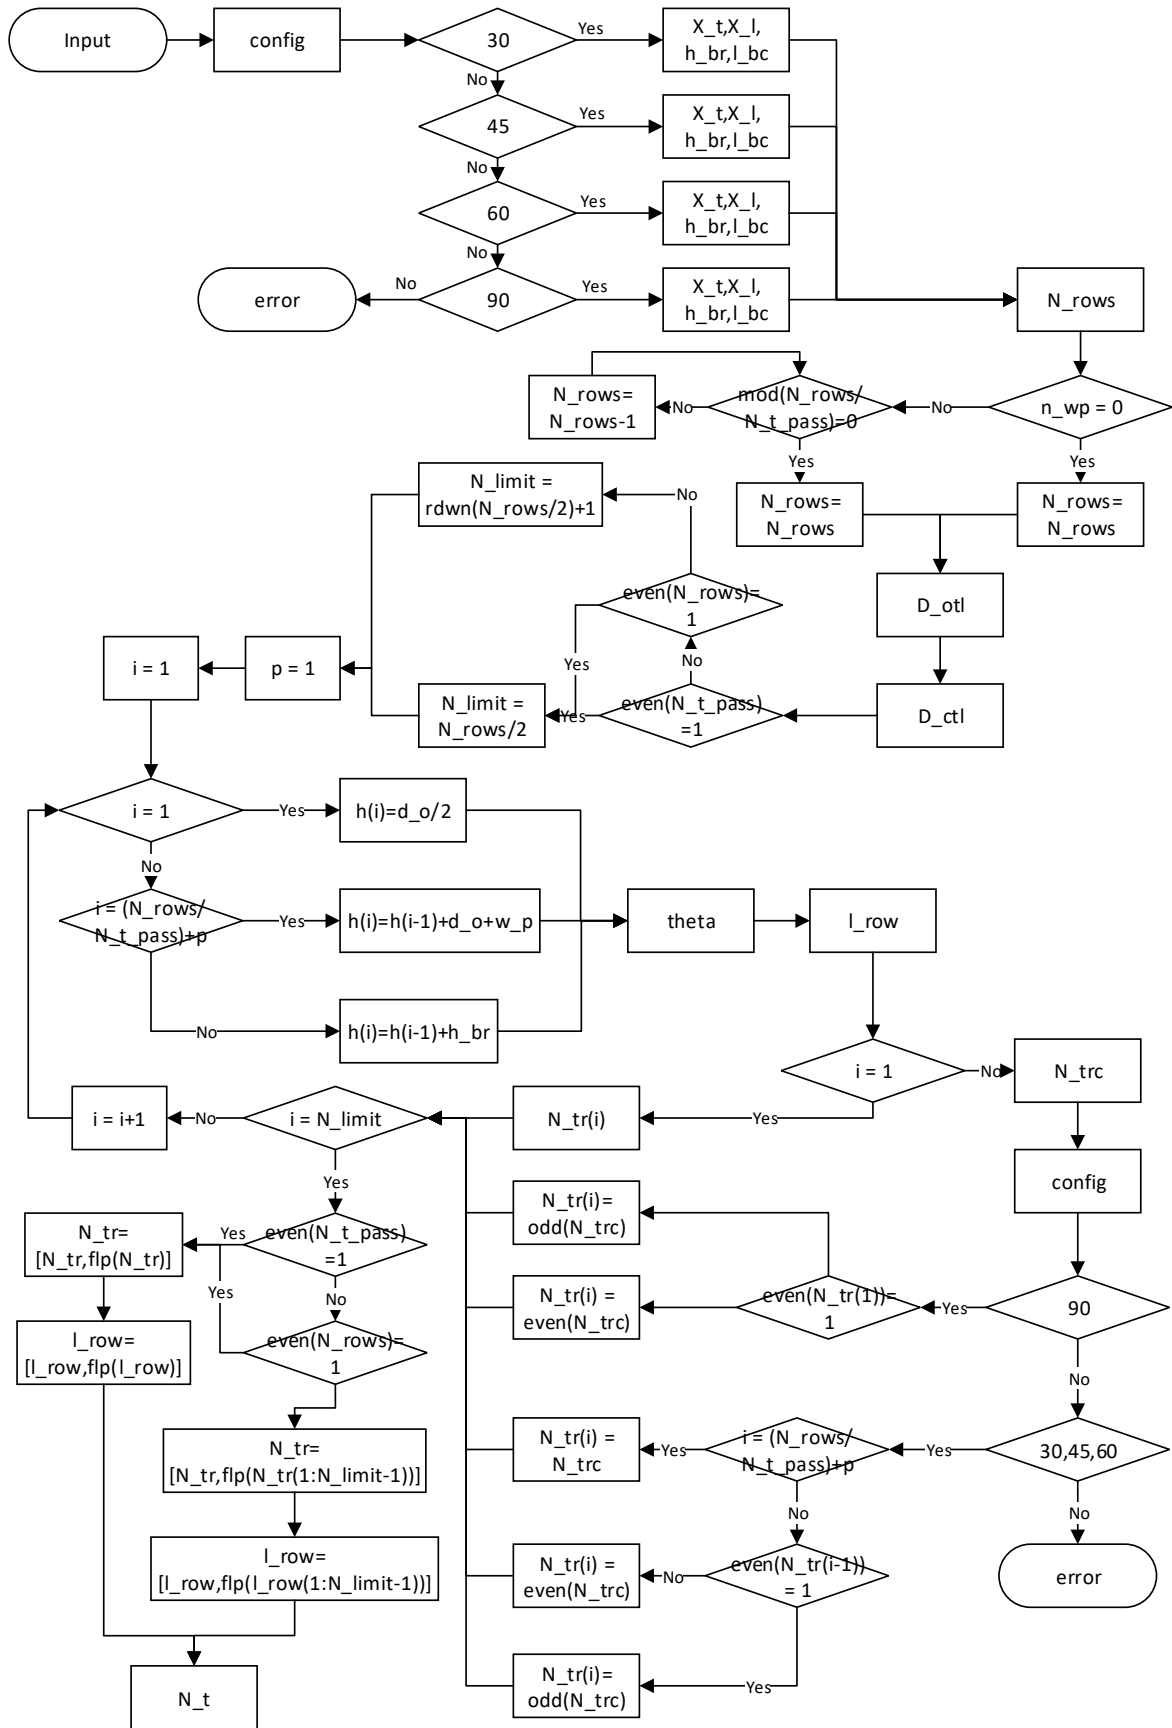 Input
config
30
Yes
X_t,X_l,
h_br,l_bc
No
45
Yes
X_t,X_l,
h_br,l_bc
No
60
Yes
X_t,X_l,
h_br,l_bc
No
error
No
90
Yes
X_t,X_l,
h_br,l_bc
N_rows
N_rows=
N_rows-1
No
mod(N_rows/
N_t_pass)=0
No
n_wp = 0
Yes
Yes
N_limit =
rdwn(N_rows/2)+1
No
N_rows=
N_rows
N_rows=
N_rows
even(N_rows)=
1
D_otl
i = 1
p = 1
Yes
No
N_limit =
N_rows/2
Yes
even(N_t_pass)
=1
D_ctl
i = 1
Yes
h(i)=d_o/2
No
i = (N_rows/
N_t_pass)+p
Yes
h(i)=h(i-1)+d_o+w_p
theta
l_row
No
h(i)=h(i-1)+h_br
i = 1
No
N_trc
i = i+1
No
i = N_limit
N_tr(i)
Yes
Yes
config
N_tr=
[N_tr,flp(N_tr)]
Yes
even(N_t_pass)
=1
N_tr(i)=
odd(N_trc)
Yes
No
N_tr(i) =
even(N_trc)
even(N_tr(1))=
1
Yes
90
l_row=
[l_row,flp(l_row)]
even(N_rows)=
1
No
N_tr=
[N_tr,flp(N_tr(1:N_limit-1))]
N_tr(i) =
N_trc
Yes
i = (N_rows/
N_t_pass)+p
Yes
30,45,60
No
No
l_row=
[l_row,flp(l_row(1:N_limit-1))]
N_tr(i) =
even(N_trc)
No
even(N_tr(i-1))
= 1
error
N_t
N_tr(i)=
odd(N_trc)
Yes